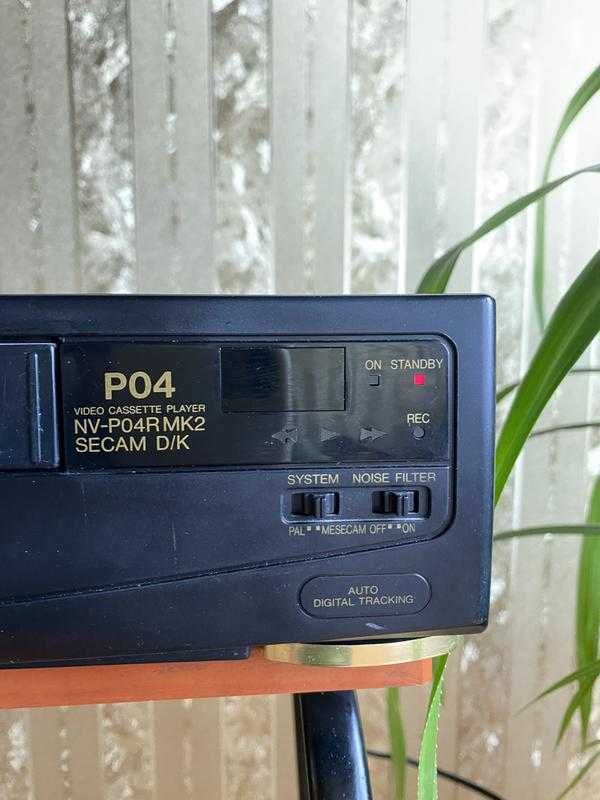 P04
VIDEO CASSETTE PLAYER
NV-P04R MK2
SECAM D/K
ON STANDBY
REC
SYSTEM NOISE FILTER
PAL MESECAM OFF ON
AUTO
DIGITAL TRACKING